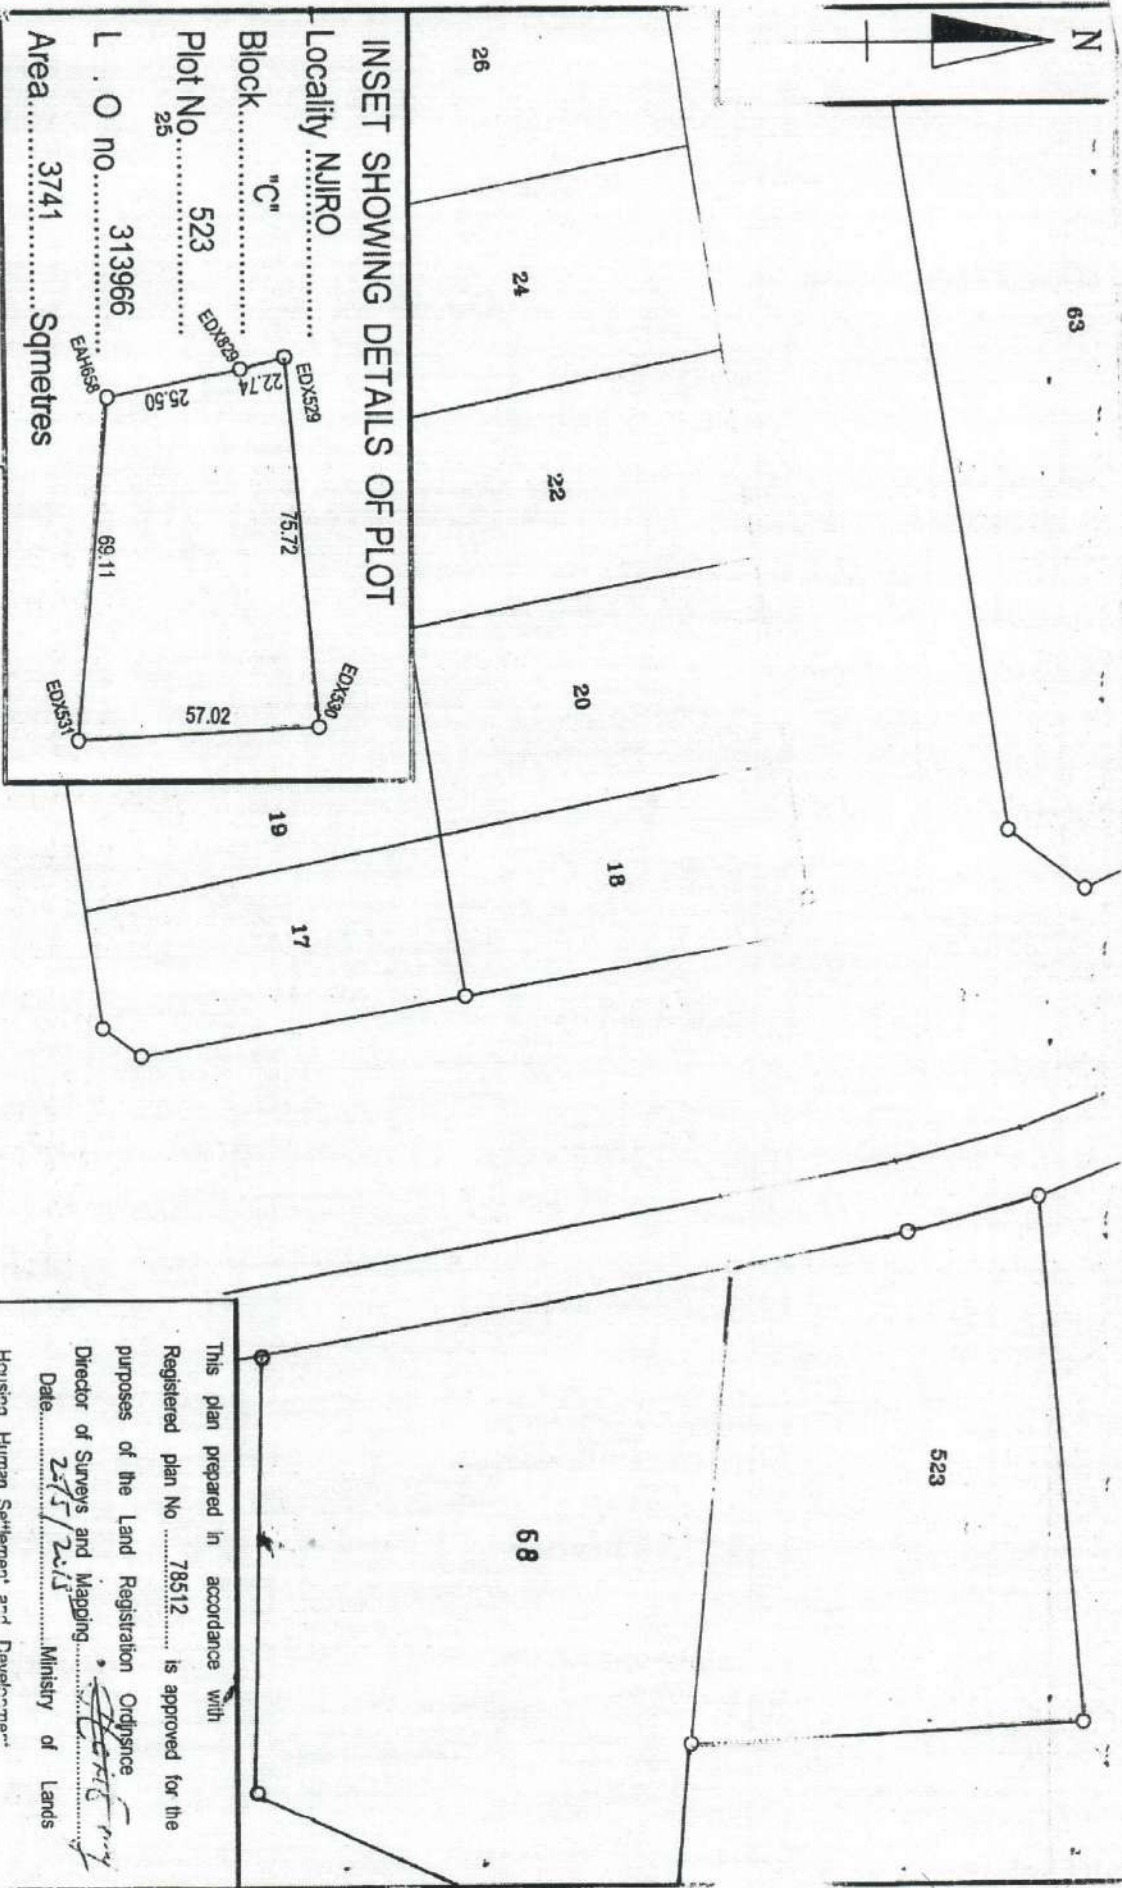 N
63
26
24
22
20
18
19
17
523
68
INSET SHOWING DETAILS OF PLOT
Locality NJIRO
Block "C"
Plot No 523
25
L . O no 313966
Area 3741 Sqmetres
EDX529
EDX530
EDX531
EAH658
EDX829
75.72
57.02
69.11
25.50
22.74
This plan prepared in accordance with
Registered plan No 78512 is approved for the
purposes of the Land Registration Ordinsnce
Director of Surveys and Mapping
Date Ministry of Lands
Housing Human Settlement and Development